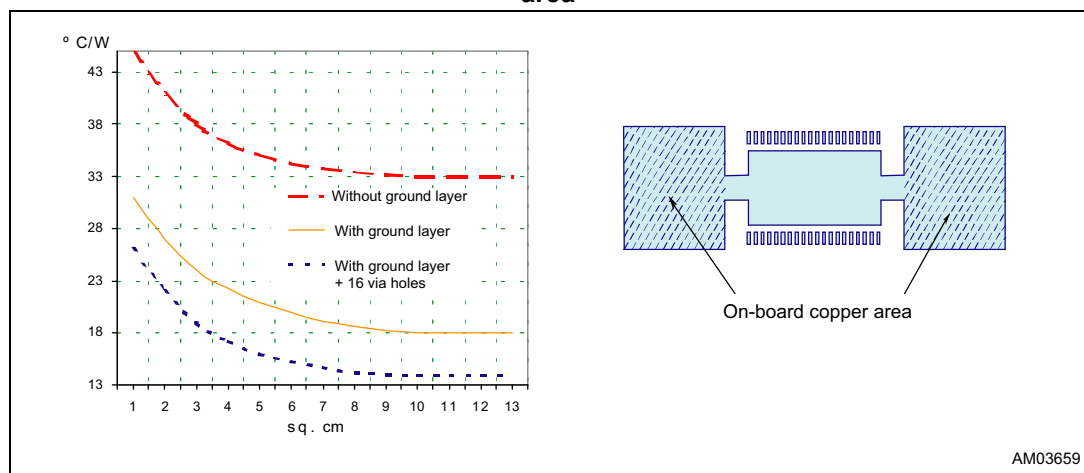 area
º C/W
43
38
33
28
23
18
13
1 2 3 4 5 6 7 8 9 10 11 12 13
sq. cm
Without ground layer
With ground layer
With ground layer
+ 16 via holes
On-board copper area
AM03659